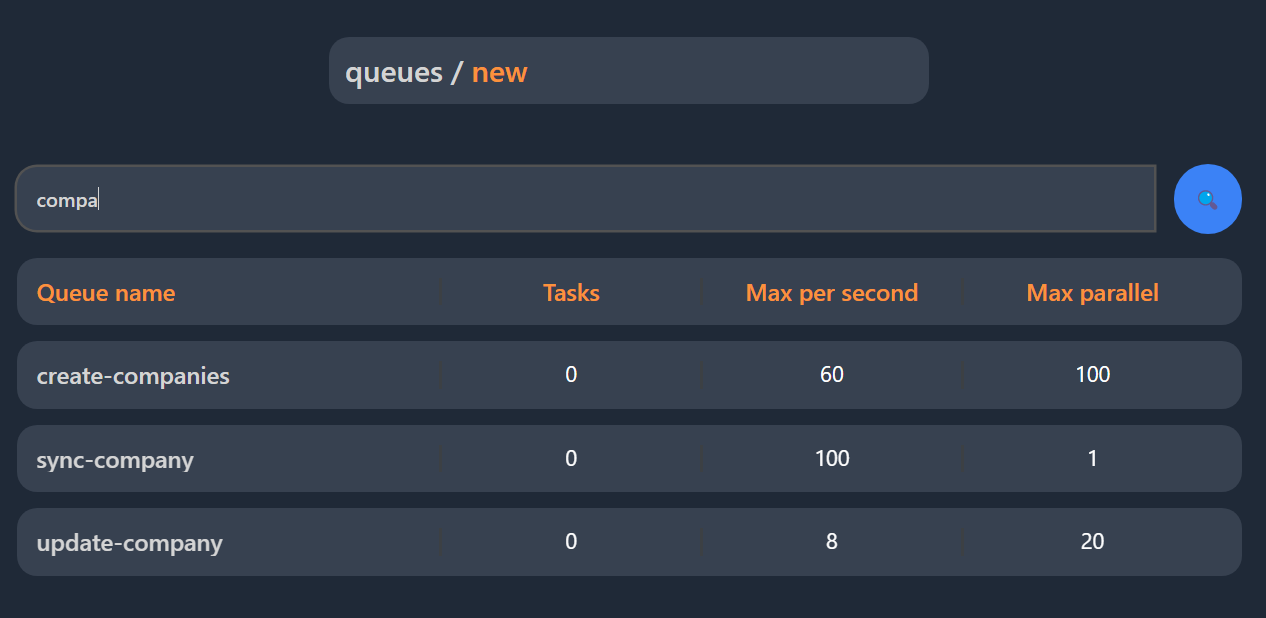 queues / new
compa
Queue name Tasks Max per second Max parallel
create-companies 0 60 100
sync-company 0 100 1
update-company 0 8 20